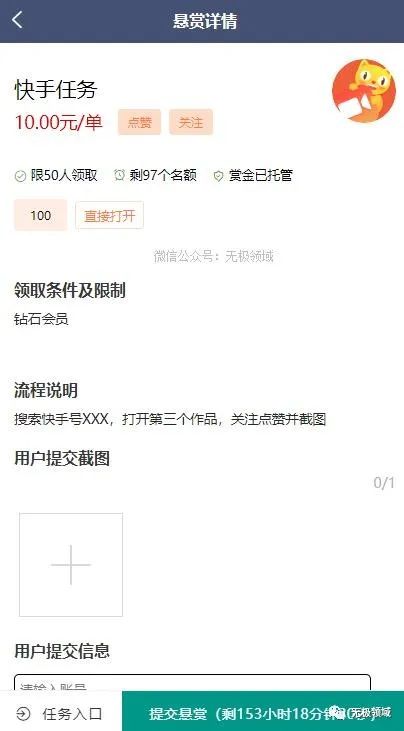 悬赏详情
快手任务
10.00元/单 点赞 关注
限50人领取 剩97个名额 赏金已托管
100 直接打开
微信公众号：无极领域
领取条件及限制
钻石会员
流程说明
搜索快手号XXX，打开第三个作品，关注点赞并截图
用户提交截图
0/1
用户提交信息
请输入账号
任务入口 提交悬赏（剩153小时18分钟 无极领域